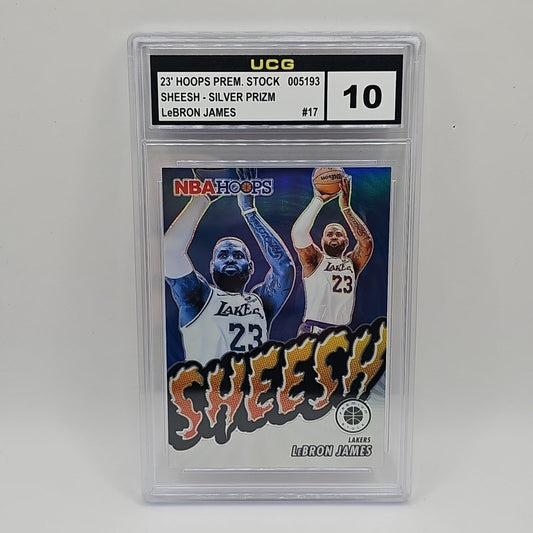 UCG
23' HOOPS PREM. STOCK 005193
SHEESH - SILVER PRIZM
LeBRON JAMES #17
10
NBA HOOPS
LAKERS
23
LAKERS
23
SHEESH
LAKERS
LeBRON JAMES